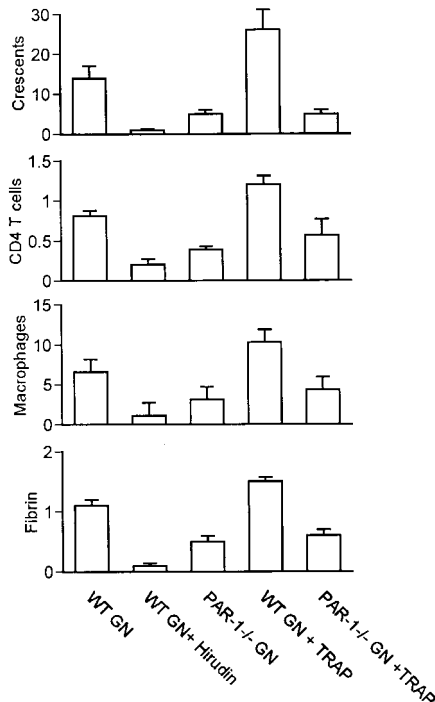 Crescents
30
20
10
0
CD4 T cells
1.5
1
0.5
0
Macrophages
15
10
5
0
Fibrin
2
1
0
WT GN
WT GN+ Hirudin
PAR-1-/- GN
WT GN + TRAP
PAR-1-/- GN +TRAP